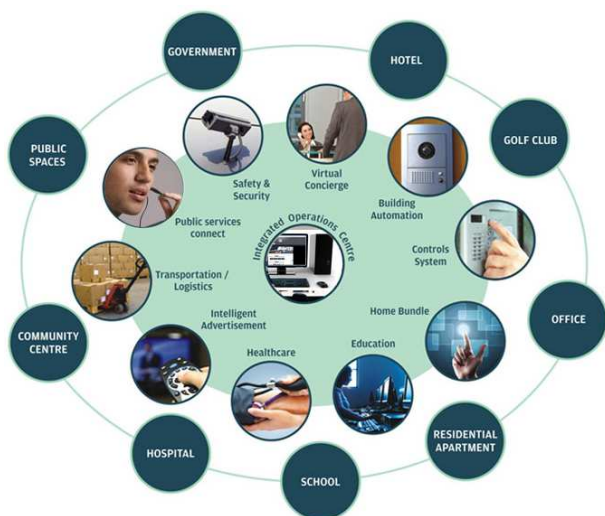 GOVERNMENT
HOTEL
PUBLIC
SPACES
GOLF CLUB
Safety &
Security
Virtual
Concierge
Building
Automation
Public services
connect
Integrated Operations Centre
Controls
System
Transportation /
Logistics
Intelligent
Advertisement
Home Bundle
COMMUNITY
CENTRE
OFFICE
Healthcare
Education
HOSPITAL
RESIDENTIAL
APARTMENT
SCHOOL